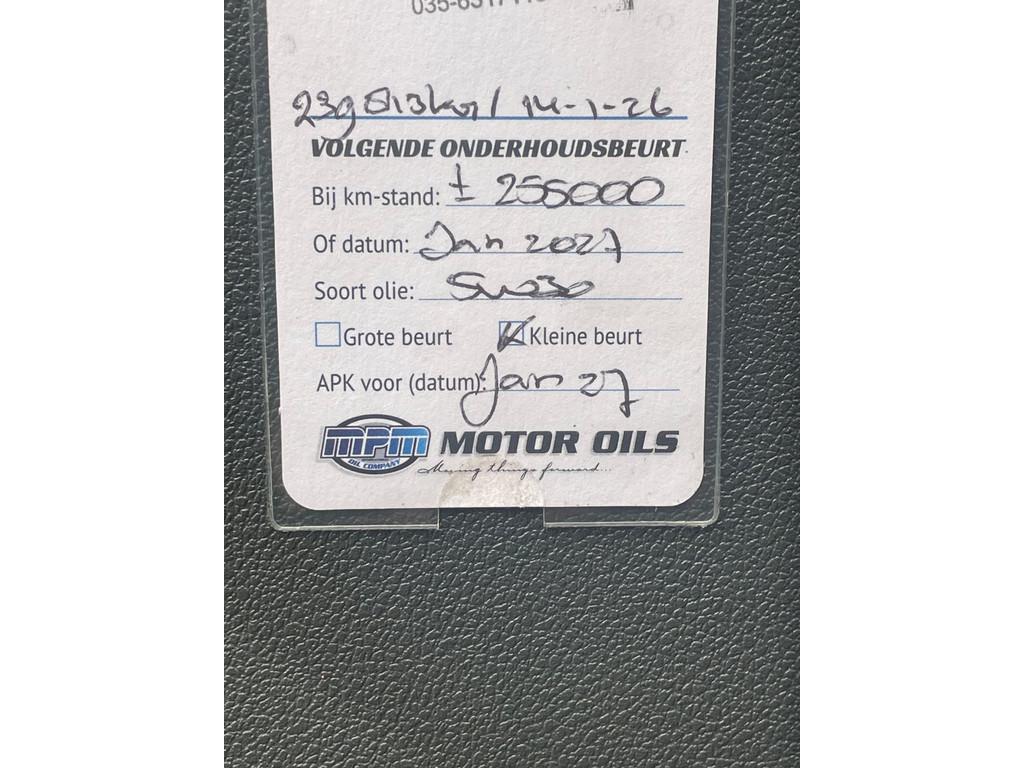 / 14-1-26
VOLGENDE ONDERHOUDSBEURT
Bij km-stand: ± 255000
Of datum: Jan 2027
Soort olie: 5w30
Grote beurt Kleine beurt
APK voor (datum): Jan 27
MPM OIL COMPANY MOTOR OILS
Moving things forward...